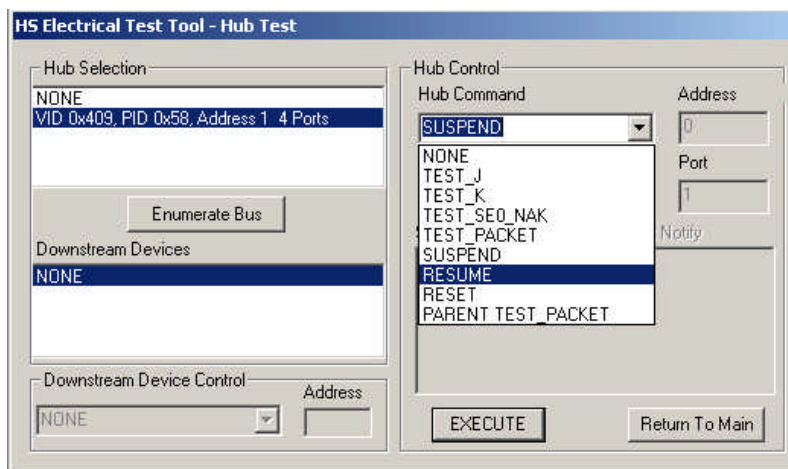 HS Electrical Test Tool - Hub Test
Hub Selection
NONE
VID 0x409, PID 0x58, Address 1 4 Ports
Enumerate Bus
Downstream Devices
NONE
Downstream Device Control
Address
NONE
Hub Control
Hub Command
Address
SUSPEND
0
NONE
TEST_J
TEST_K
TEST_SE0_NAK
TEST_PACKET
SUSPEND
RESUME
RESET
PARENT TEST_PACKET
Port
1
Notify
EXECUTE
Return To Main